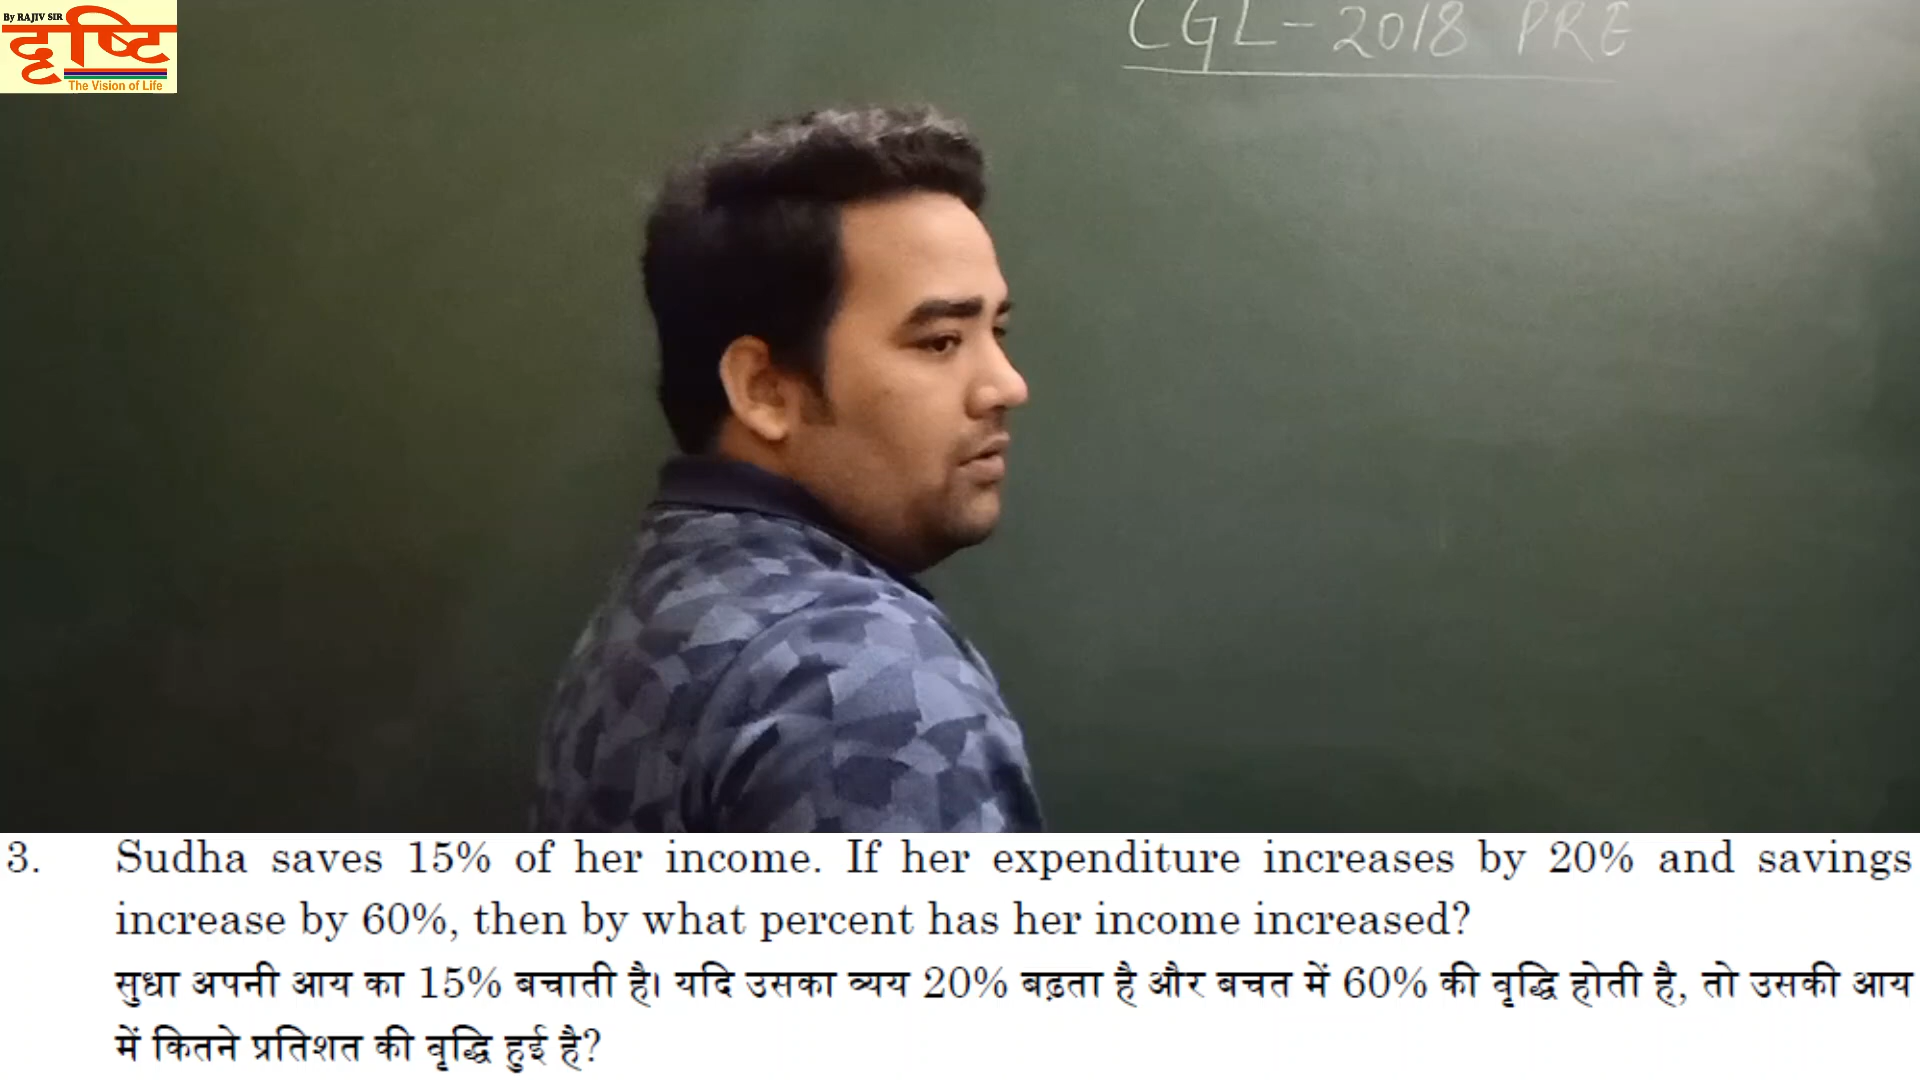 By RAJIV SIR
दृष्टि
The Vision of Life
CGL-2018 PRE
3. Sudha saves 15% of her income. If her expenditure increases by 20% and savings
increase by 60%, then by what percent has her income increased?
सुधा अपनी आय का 15% बचाती है। यदि उसका व्यय 20% बढ़ता है और बचत में 60% की वृद्धि होती है, तो उसकी आय
में कितने प्रतिशत की वृद्धि हुई है?